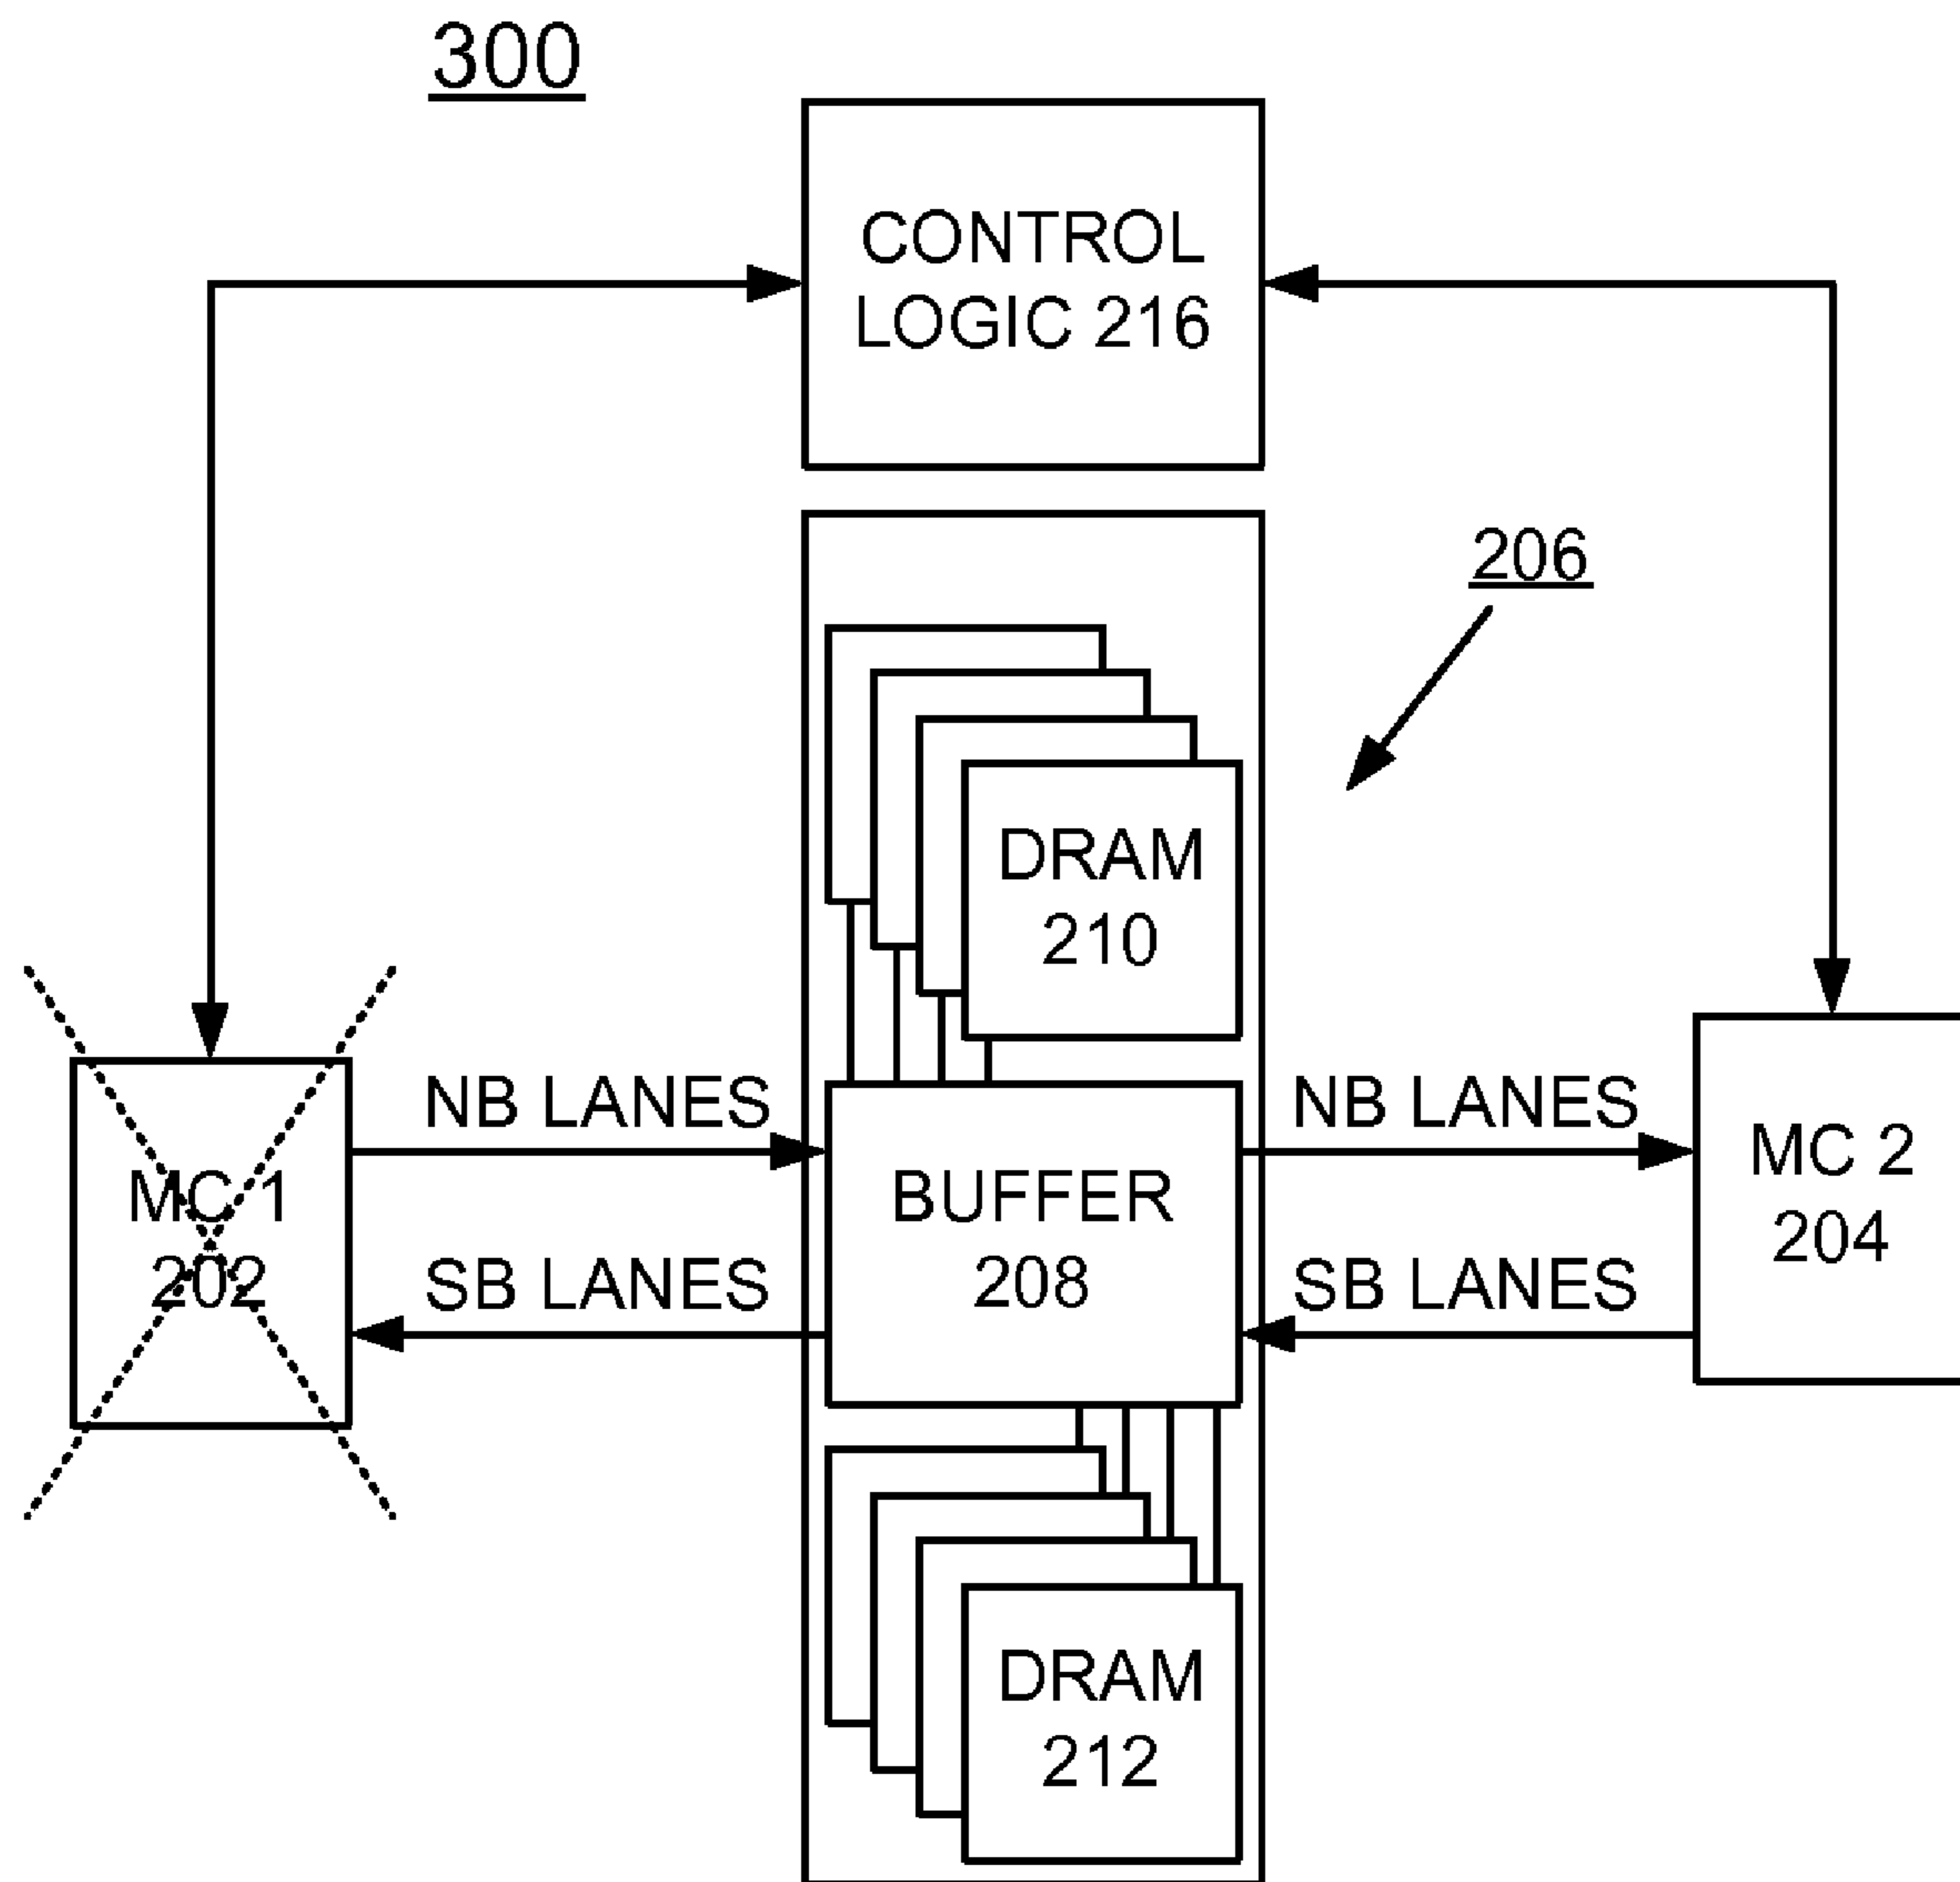 300
CONTROL
LOGIC 216
206
DRAM
210
NB LANES
NB LANES
MC 1
202
BUFFER
208
MC 2
204
SB LANES
SB LANES
DRAM
212